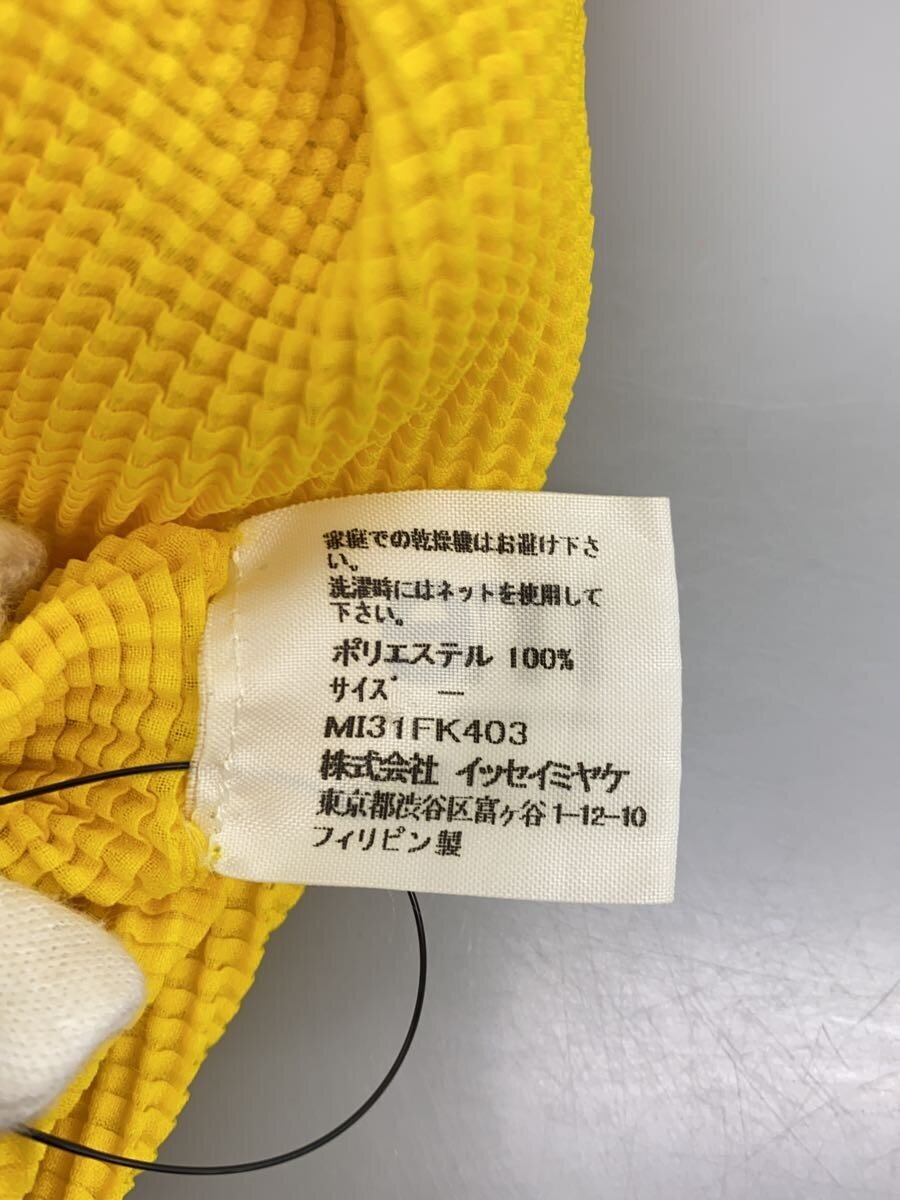 家庭での乾燥機はお避け下さ
い。
洗濯時にはネットを使用して
下さい。
ポリエステル 100%
サイズ -
MI31FK403
株式会社 イッセイミヤケ
東京都渋谷区富ヶ谷1-12-10
フィリピン製